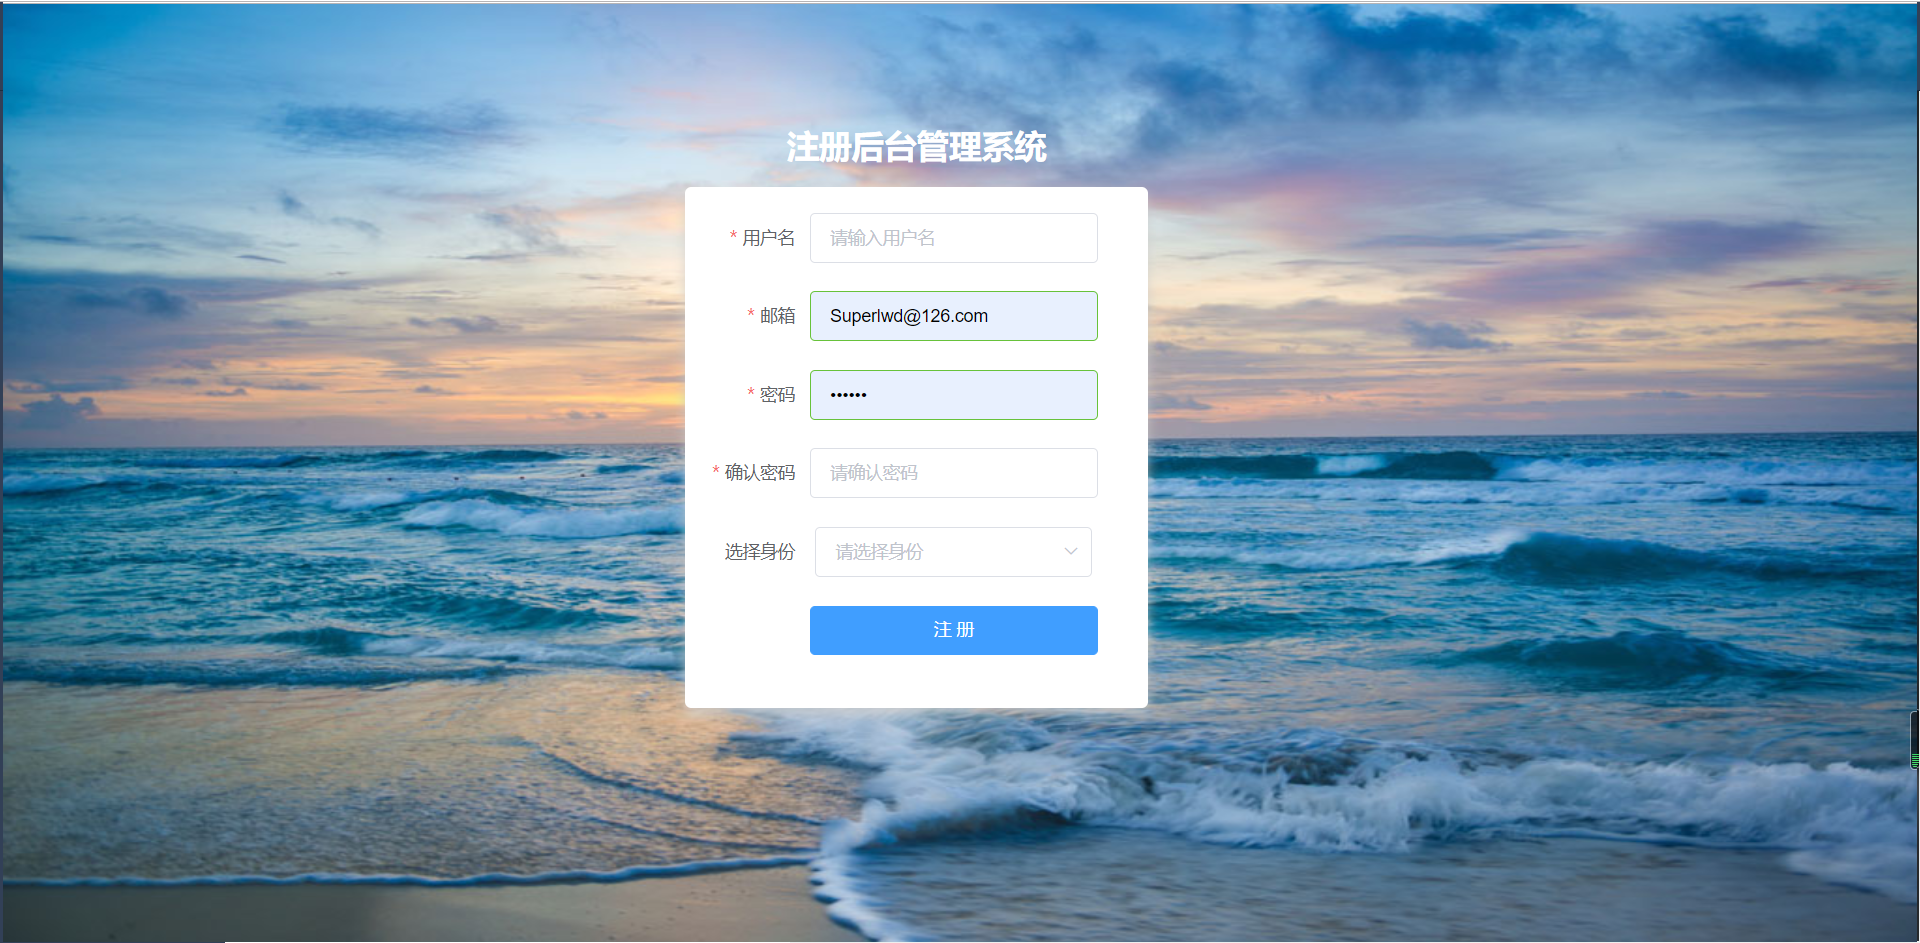 注册后台管理系统
* 用户名 请输入用户名
* 邮箱 Superlwd@126.com
* 密码 ••••••
* 确认密码 请确认密码
选择身份 请选择身份
注 册